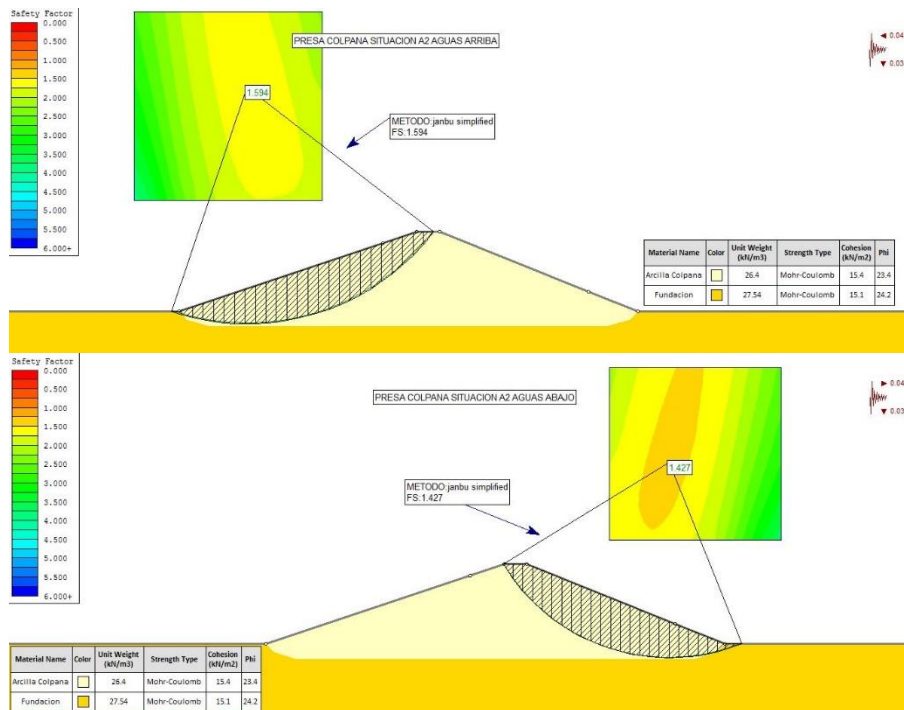 Safety Factor
0.000
0.500
1.000
1.500
2.000
2.500
3.000
3.500
4.000
4.500
5.000
5.500
6.000+
PRESA COLPANA SITUACION A2 AGUAS ARRIBA
1.594
METODO:janbu simplified
FS:1.594
0.04
0.03
Material Name Color Unit Weight (kN/m3) Strength Type Cohesion (kN/m2) Phi
Arcilla Colpana 26.4 Mohr-Coulomb 15.4 23.4
Fundacion 27.54 Mohr-Coulomb 15.1 24.2
Safety Factor
0.000
0.500
1.000
1.500
2.000
2.500
3.000
3.500
4.000
4.500
5.000
5.500
6.000+
PRESA COLPANA SITUACION A2 AGUAS ABAJO
1.427
METODO:janbu simplified
FS:1.427
0.04
0.03
Material Name Color Unit Weight (kN/m3) Strength Type Cohesion (kN/m2) Phi
Arcilla Colpana 26.4 Mohr-Coulomb 15.4 23.4
Fundacion 27.54 Mohr-Coulomb 15.1 24.2